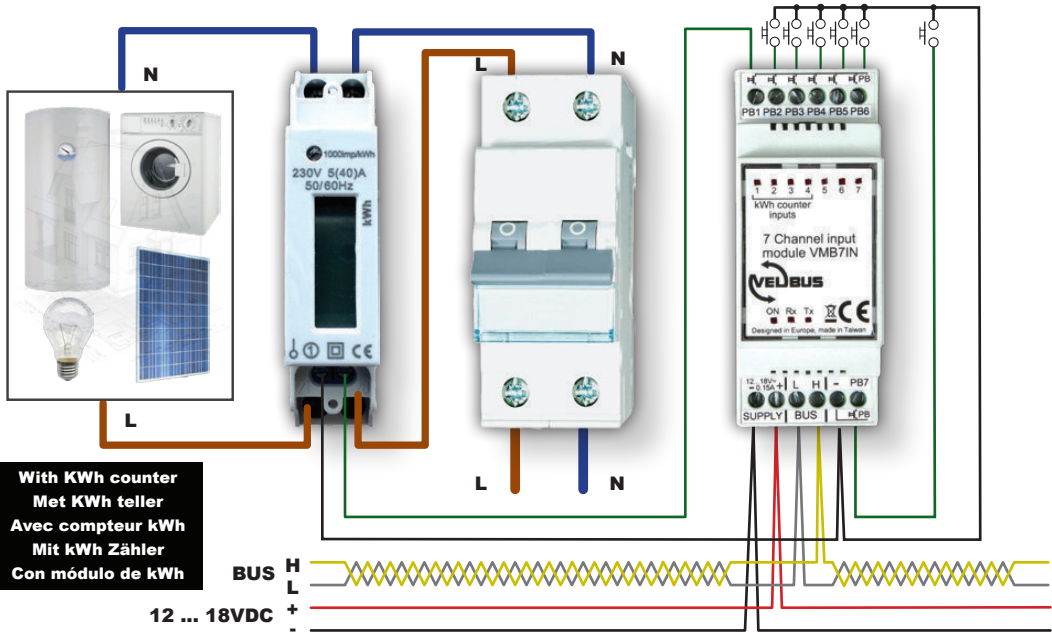 N
L
N
1000imp/kWh
230V 5(40)A
50/60Hz
kWh
PB
PB1 PB2 PB3 PB4 PB5 PB6
1 2 3 4 5 6 7
kWh counter
inputs
7 Channel input
module VMB7IN
VELBUS
ON Rx Tx
CE
Designed in Europe, made in Taiwan
1 CE
12...18V=
= 0.15A + L H - PB7
SUPPLY BUS PB
L
L
N
With KWh counter
Met KWh teller
Avec compteur kWh
Mit kWh Zähler
Con módulo de kWh
BUS H
L
12 ... 18VDC +
-